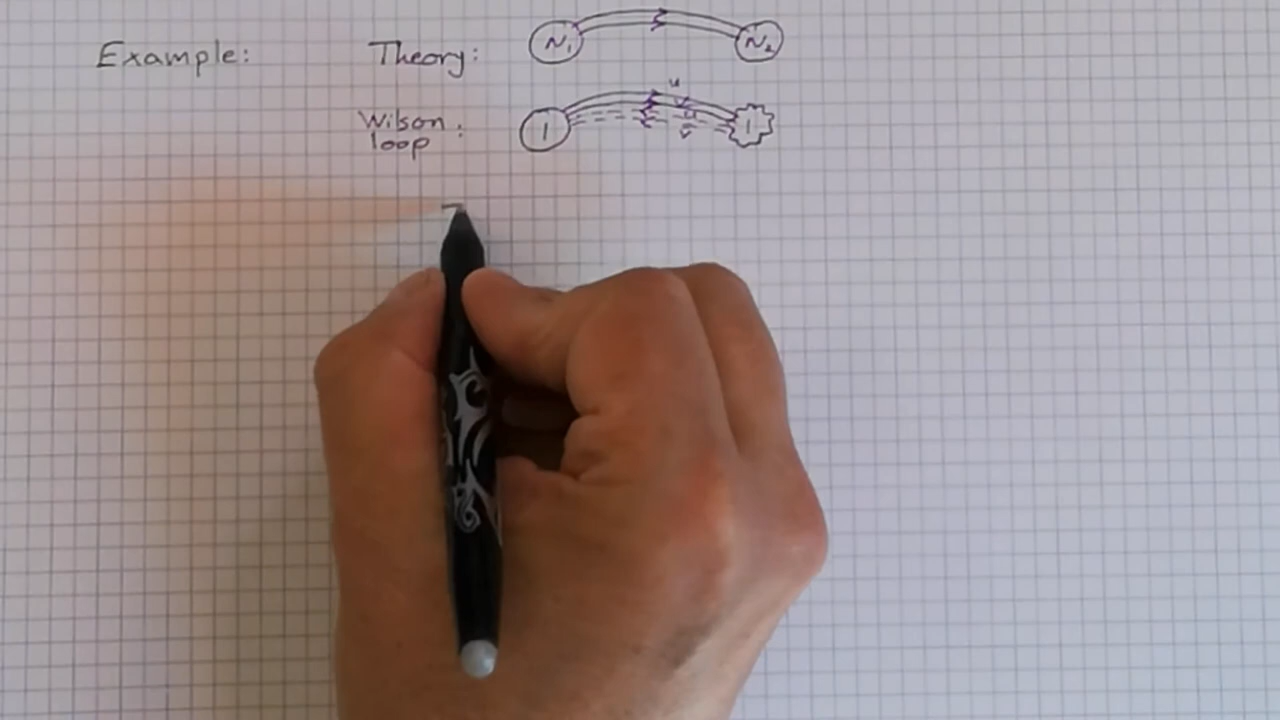 Example: Theory: N₁ N₂
Wilson loop: 1 1
u
v
u
v